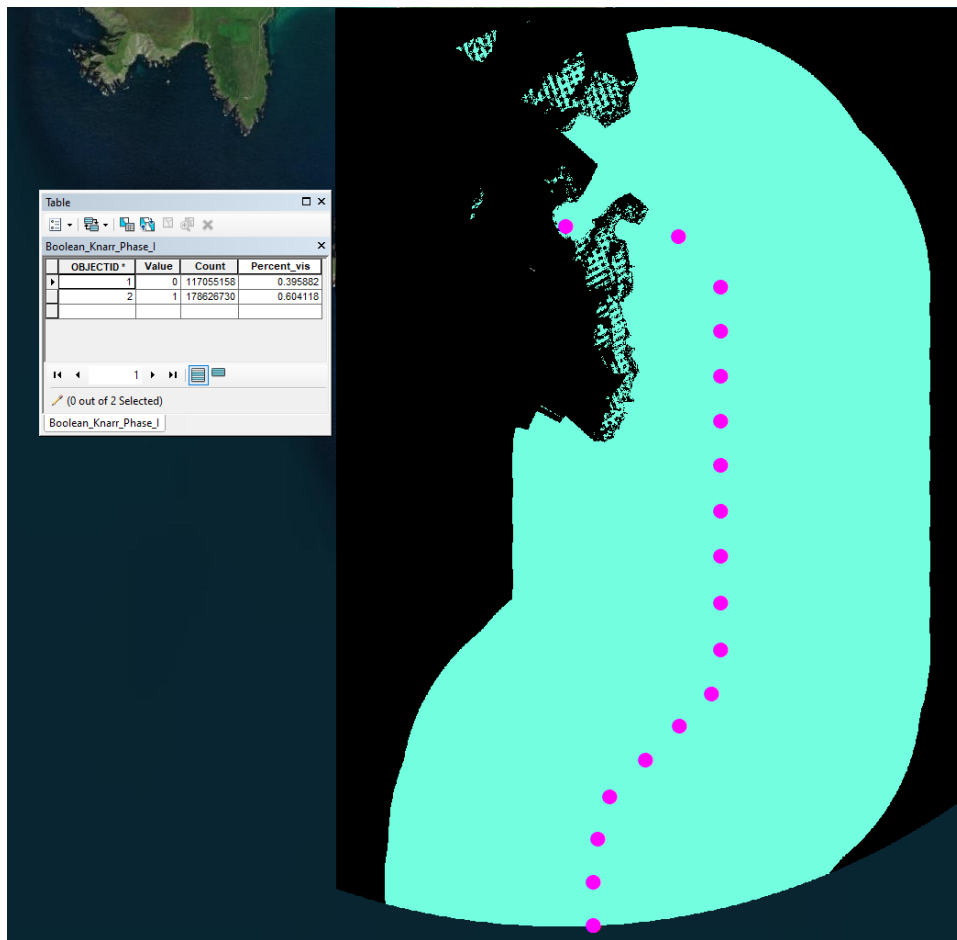 Table
Boolean_Knarr_Phase_I
OBJECTID * Value Count Percent_vis
1 0 117055158 0.395882
2 1 178626730 0.604118
1
(0 out of 2 Selected)
Boolean_Knarr_Phase_I